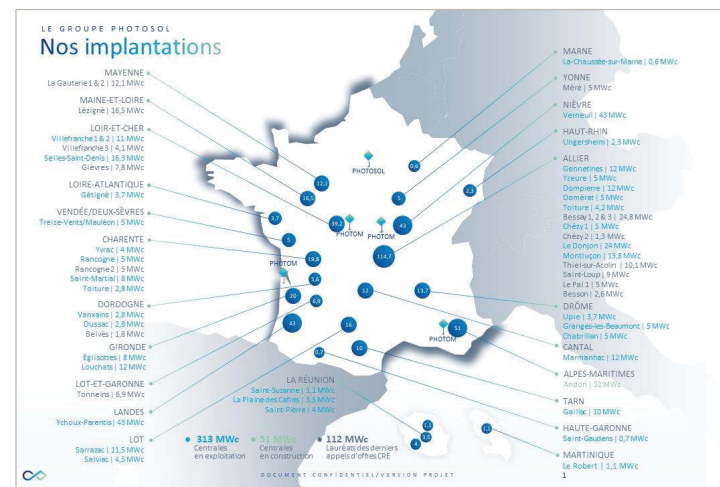 LE GROUPE PHOTOSOL
Nos implantations
MAYENNE
La Gauterie 1 & 2 | 12,1 MWc
MAINE-ET-LOIRE
Lézigné | 16,5 MWc
LOIR-ET-CHER
Villefranche 1 & 2 | 11 MWc
Villefranche 3 | 4,1 MWc
Selles-Saint-Denis | 16,3 MWc
Gièvres | 7,8 MWc
LOIRE-ATLANTIQUE
Gétigné | 3,7 MWc
VENDÉE/DEUX-SÈVRES
Treize-Vents/Mauléon | 5 MWc
CHARENTE
Yvrac | 4 MWc
Rancogne | 5 MWc
Rancogne 2 | 5 MWc
Saint-Martial | 8 MWc
Toiture | 2,8 MWc
DORDOGNE
Vanxains | 2,8 MWc
Dussac | 2,8 MWc
Belvès | 1,8 MWc
GIRONDE
Eglisottes | 8 MWc
Louchats | 12 MWc
LOT-ET-GARONNE
Tonneins | 6,9 MWc
LANDES
Ychoux-Parentis | 43 MWc
LOT
Sarrazac | 11,5 MWc
Salviac | 4,5 MWc
PHOTOSOL
0,6
12,1
16,5
5
2,3
3,7
39,2
PHOTOM
PHOTOM
43
5
19,8
114,7
PHOTOM
5,6
20
6,9
12
13,7
43
16
51
PHOTOM
0,7
10
LA RÉUNION
Saint-Suzanne | 1,1 MWc
La Plaine des Cafres | 3,5 MWc
Saint-Pierre | 4 MWc
1,1
3,5
4
1,1
313 MWc
Centrales
en exploitation
51 MWc
Centrales
en construction
112 MWc
Lauréats des derniers
appels d'offres CRE
MARNE
La-Chaussée-sur-Marne | 0,6 MWc
YONNE
Méré | 5 MWc
NIÈVRE
Verneuil | 43 MWc
HAUT-RHIN
Ungersheim | 2,3 MWc
ALLIER
Gennetines | 12 MWc
Yzeure | 5 MWc
Dompierre | 12 MWc
Domérat | 5 MWc
Toiture | 4,2 MWc
Bessay 1, 2 & 3 | 24,8 MWc
Chézy 1 | 5 MWc
Chézy 2 | 1,3 MWc
Le Donjon | 24 MWc
Montluçon | 13,8 MWc
Thiel-sur-Acolin | 10,1 MWc
Saint-Loup | 9 MWc
Le Pai 1 | 5 MWc
Besson | 2,6 MWc
DRÔME
Upie | 3,7 MWc
Granges-les-Beaumont | 5 MWc
Chabrillan | 5 MWc
CANTAL
Marmanhac | 12 MWc
ALPES-MARITIMES
Andon | 51 MWc
TARN
Gaillac | 10 MWc
HAUTE-GARONNE
Saint-Gaudens | 0,7 MWc
MARTINIQUE
Le Robert | 1,1 MWc
1
DOCUMENT CONFIDENTIEL/VERSION PROJET